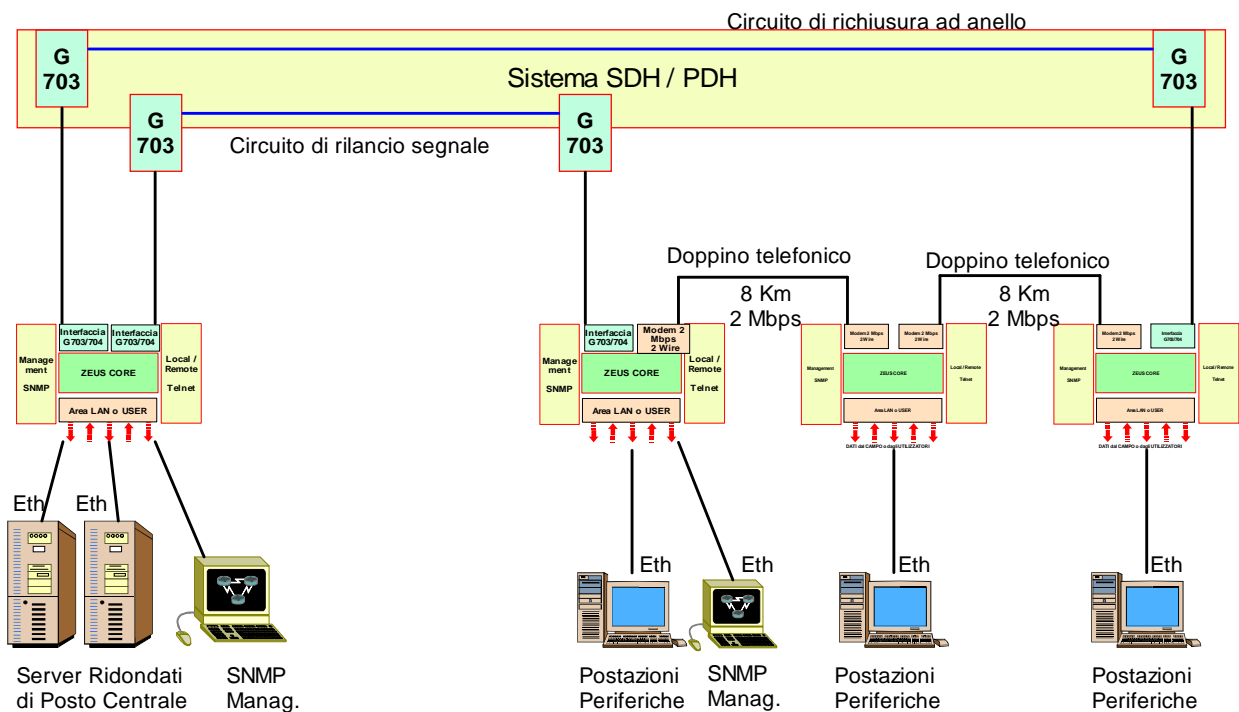 Circuito di richiusura ad anello
G
703
G
703
Sistema SDH / PDH
G
703
G
703
Circuito di rilancio segnale
Doppino telefonico
8 Km
2 Mbps
Doppino telefonico
8 Km
2 Mbps
Manage
ment
SNMP
Interfaccia
G703/704
Interfaccia
G703/704
Local /
Remote
Telnet
ZEUS CORE
Area LAN o USER
Manage
ment
SNMP
Interfaccia
G703/704
Modem 2
Mbps
2 Wire
Local /
Remote
Telnet
ZEUS CORE
Area LAN o USER
Management
SNMP
Modem 2 Mbps
2 Wire
Modem 2 Mbps
2 Wire
Local / Remote
Telnet
ZEUS CORE
Area LAN o USER
DATI dal CAMPO o dagli UTILIZZATORI
Management
SNMP
Modem 2 Mbps
2 Wire
Interfaccia
G703/704
Local / Remote
Telnet
ZEUS CORE
Area LAN o USER
DATI dal CAMPO o dagli UTILIZZATORI
Eth
Eth
Eth
Eth
Eth
Eth
Server Ridondati
di Posto Centrale
SNMP
Manag.
Postazioni
Periferiche
SNMP
Manag.
Postazioni
Periferiche
Postazioni
Periferiche